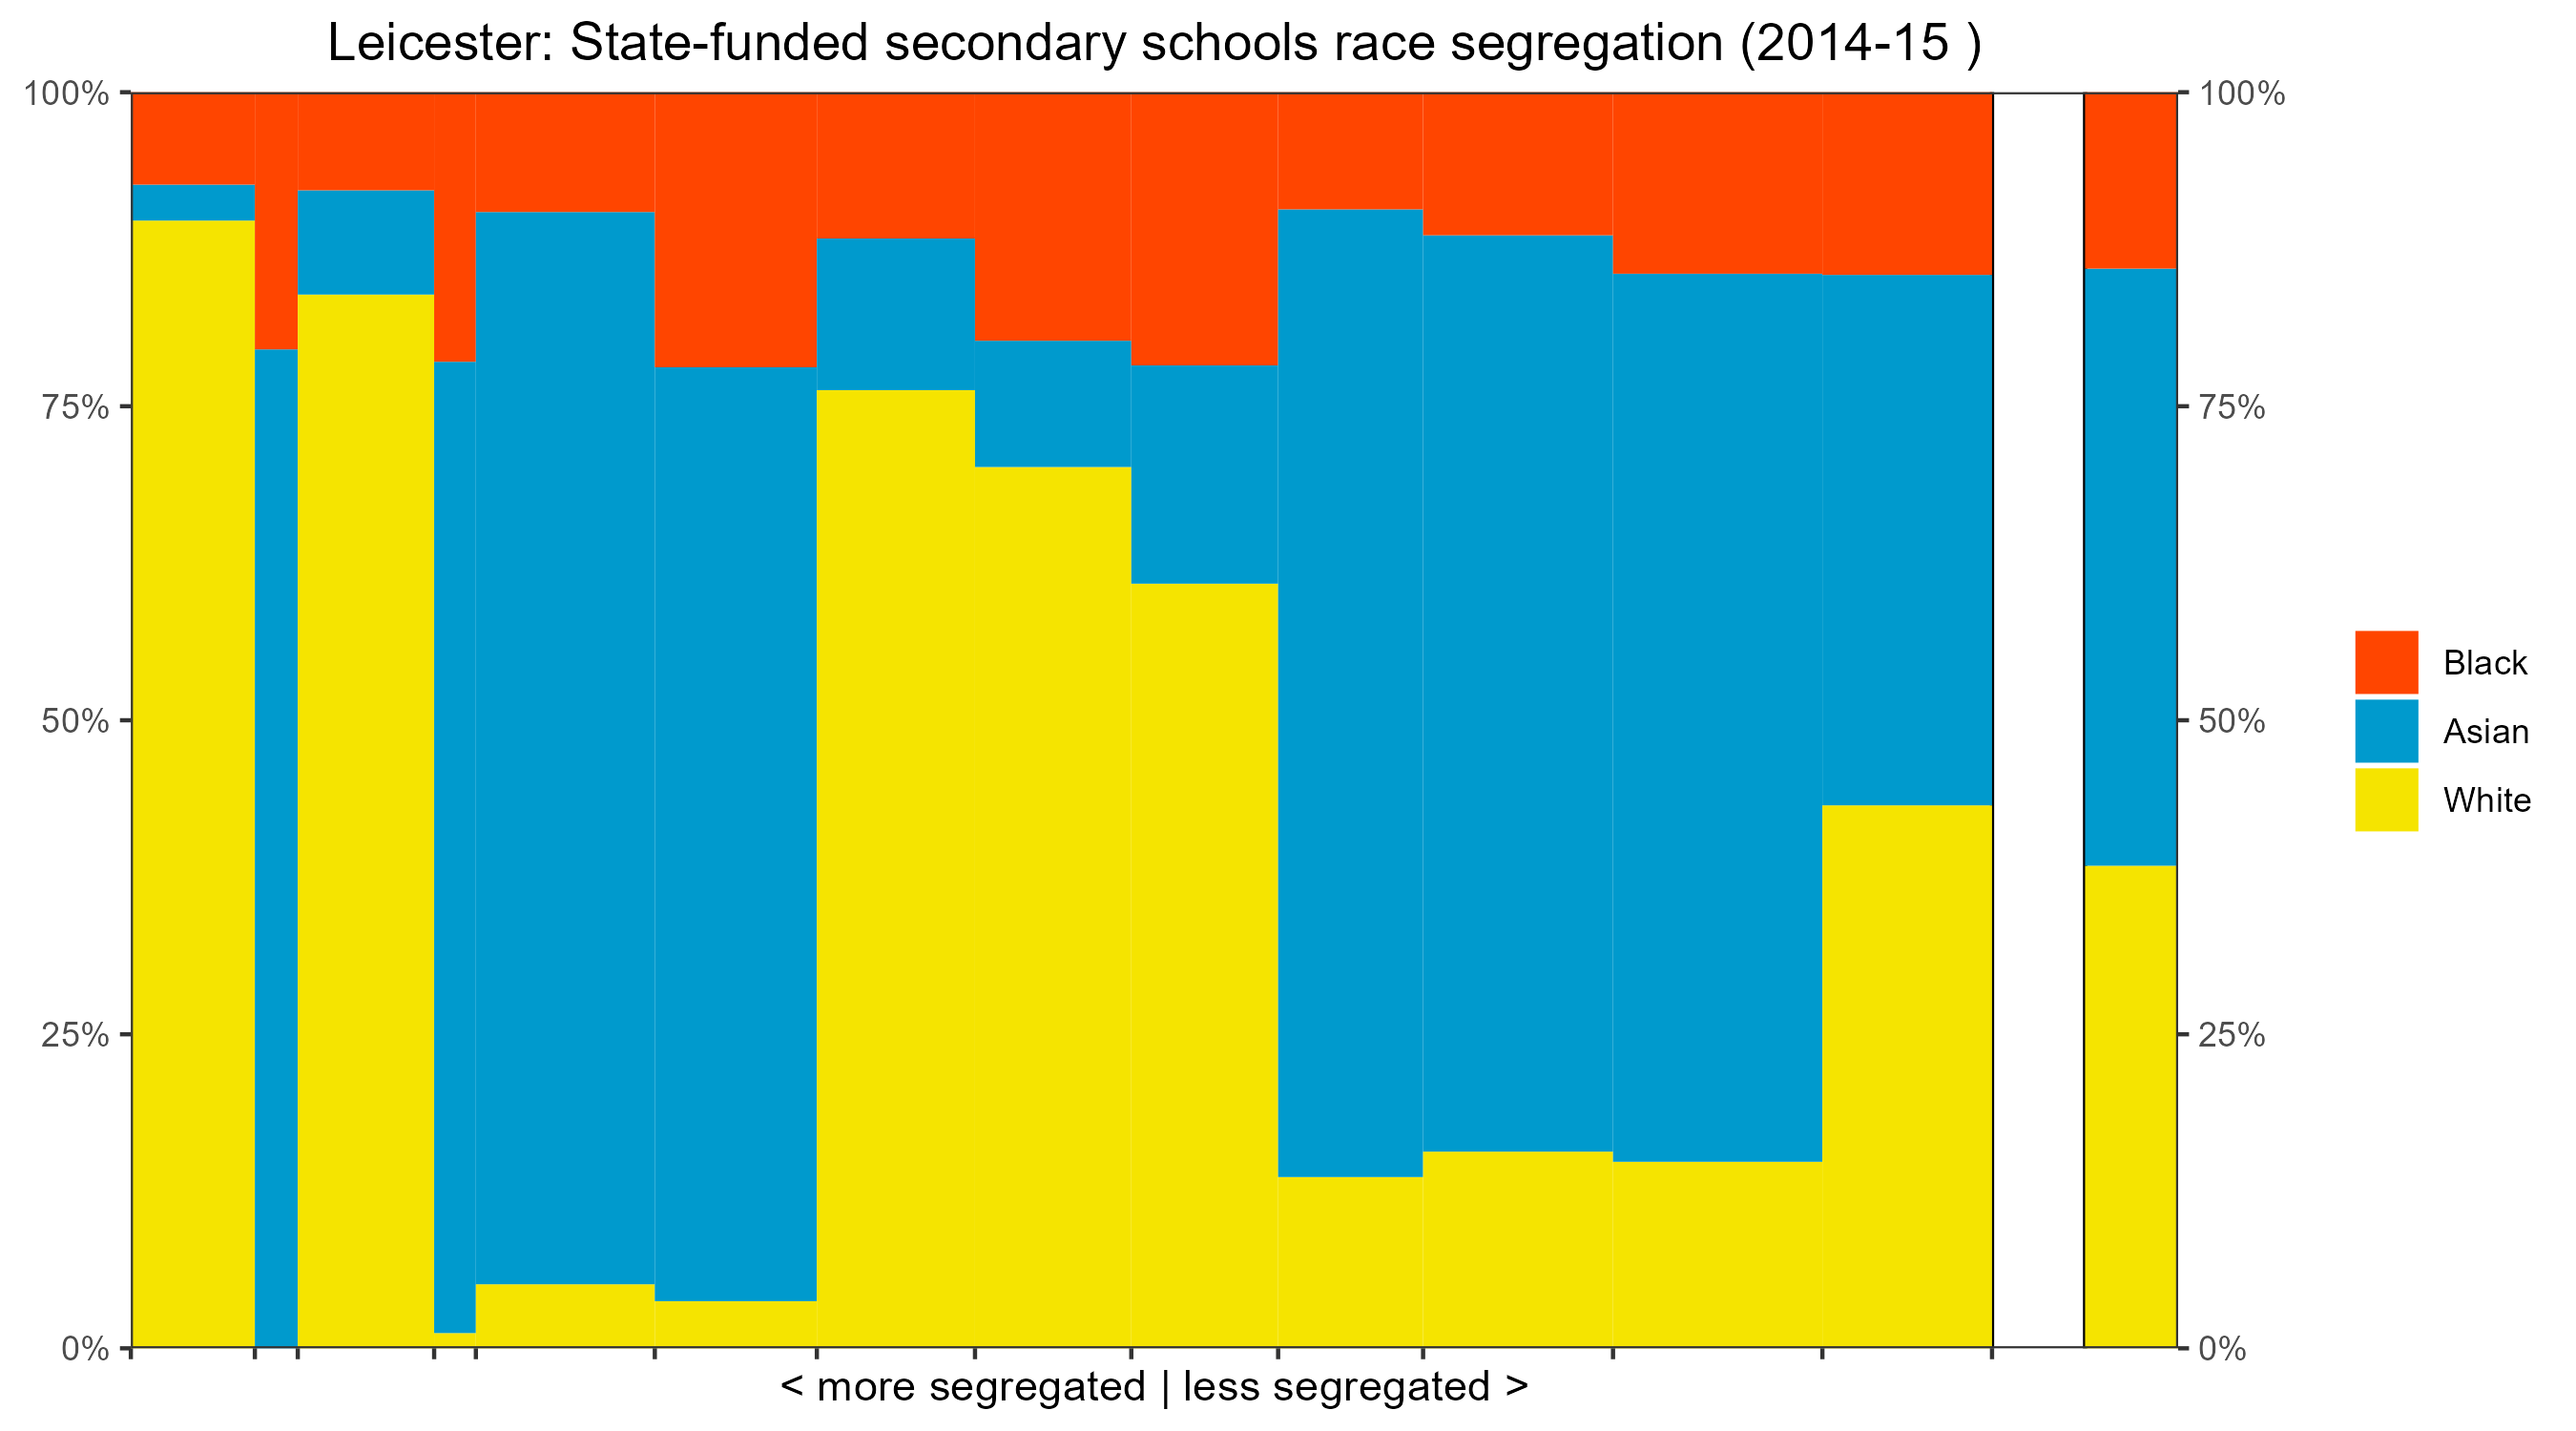 Leicester: State-funded secondary schools race segregation (2014-15 )
100%
75%
50%
25%
0%
100%
75%
50%
25%
0%
Black
Asian
White
< more segregated | less segregated >